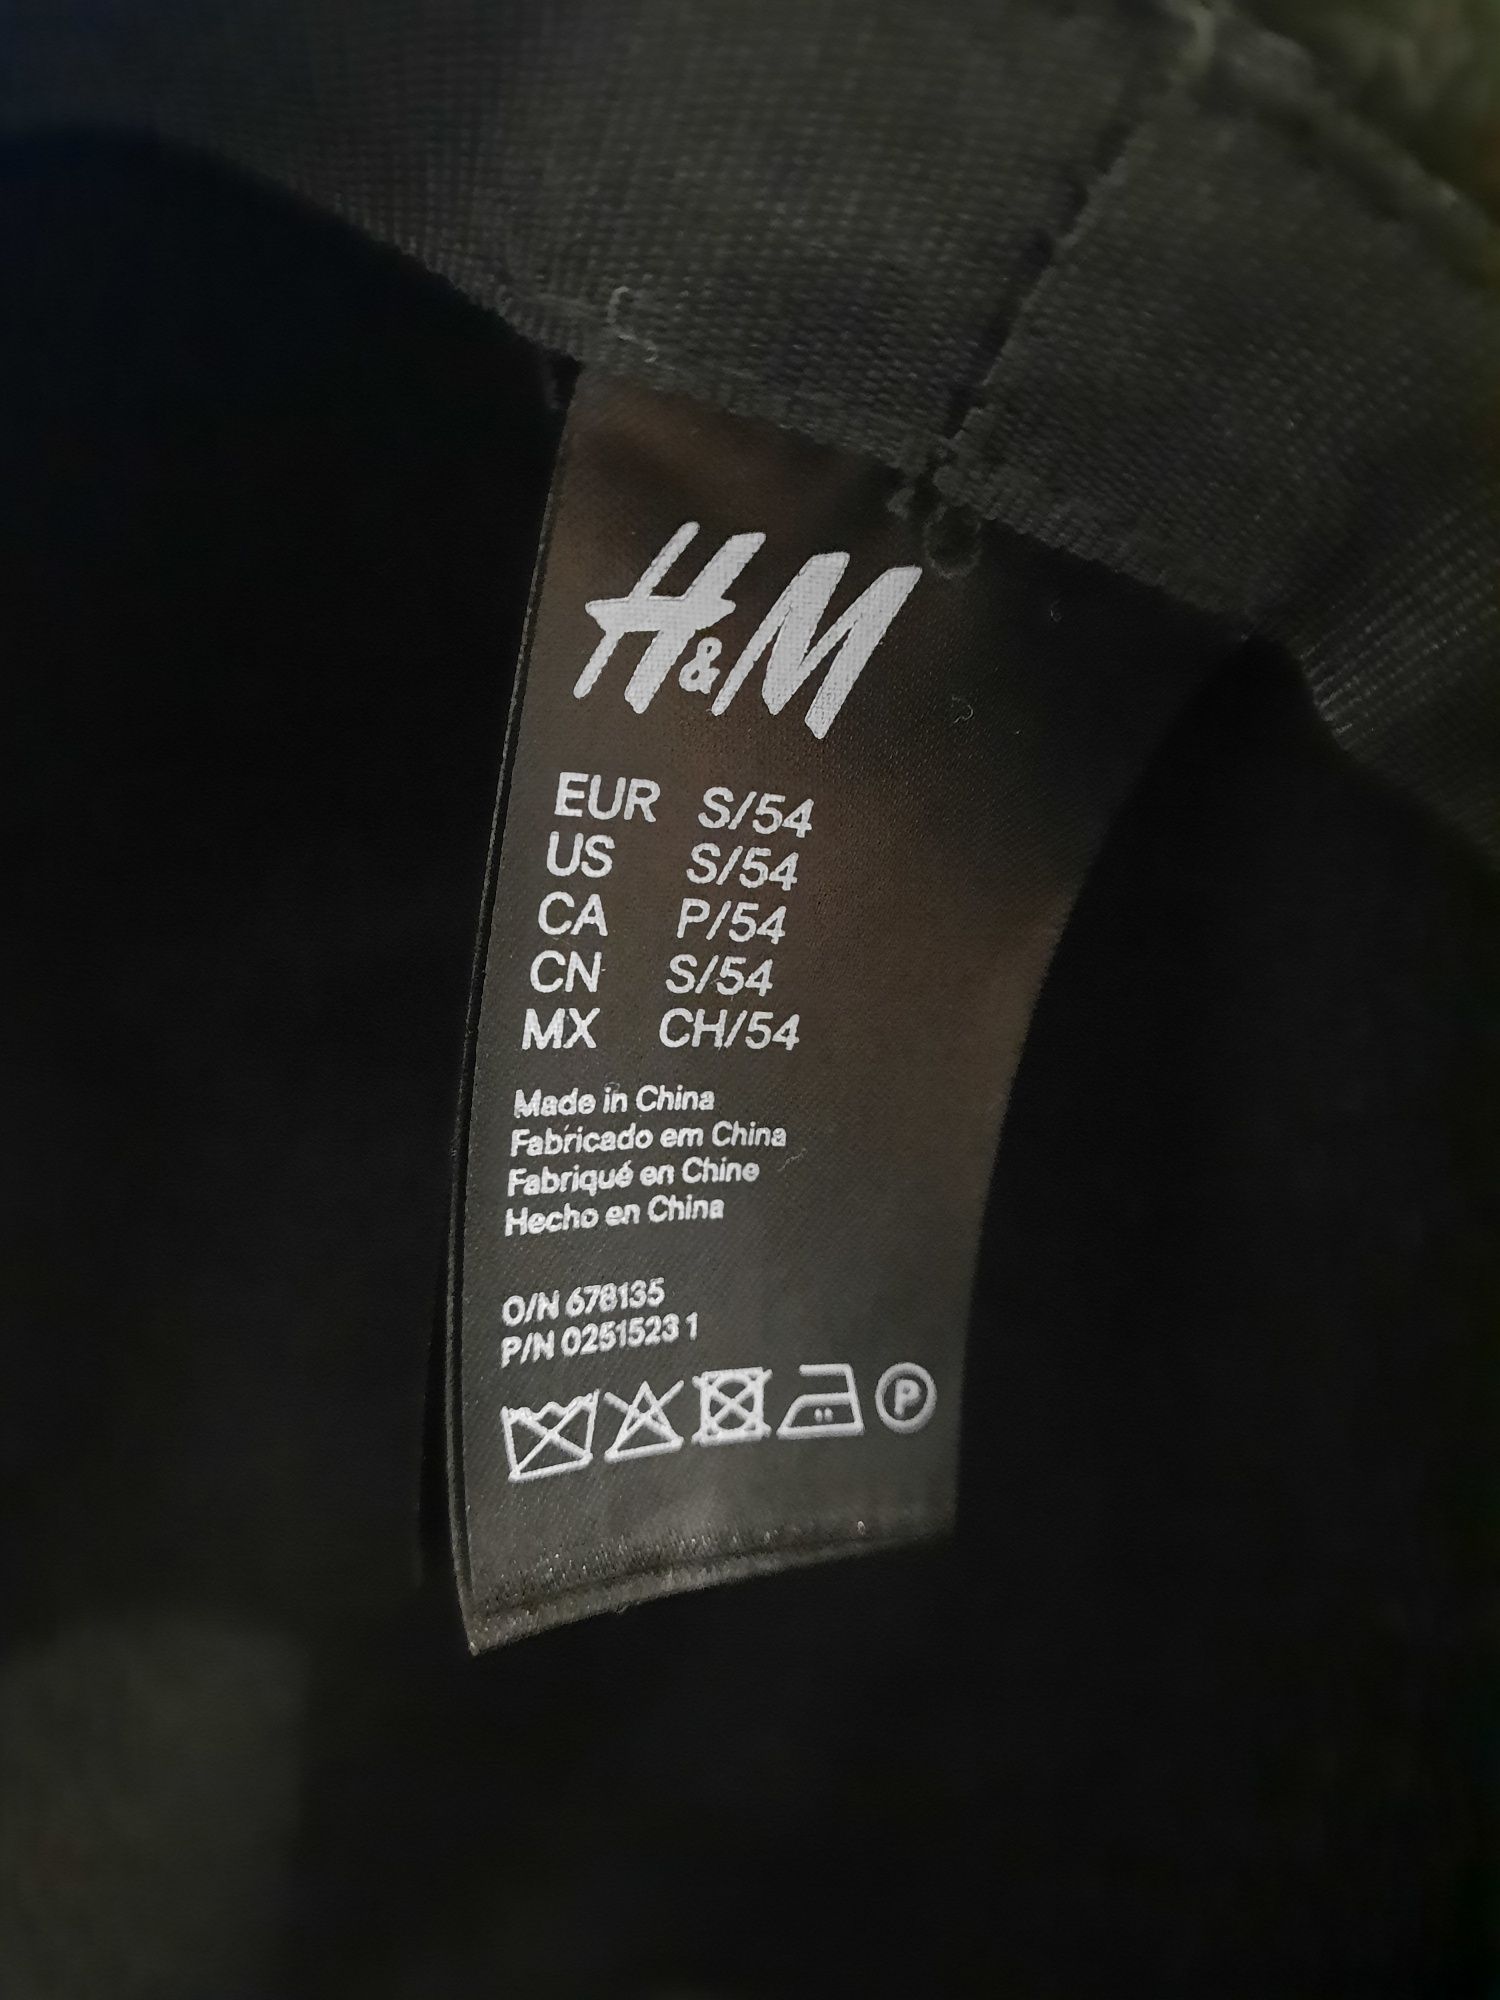 H&M
EUR S/54
US S/54
CA P/54
CN S/54
MX CH/54
Made in China
Fabricado em China
Fabriqué en Chine
Hecho en China
O/N 678135
P/N 0251523 1
P